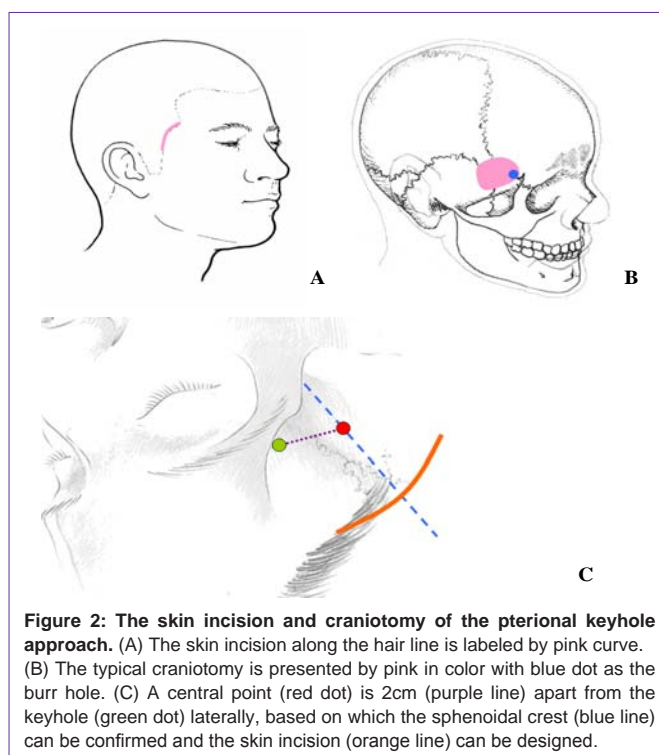 A
B
C
Figure 2: The skin incision and craniotomy of the pterional keyhole
approach. (A) The skin incision along the hair line is labeled by pink curve.
(B) The typical craniotomy is presented by pink in color with blue dot as the
burr hole. (C) A central point (red dot) is 2cm (purple line) apart from the
keyhole (green dot) laterally, based on which the sphenoidal crest (blue line)
can be confirmed and the skin incision (orange line) can be designed.